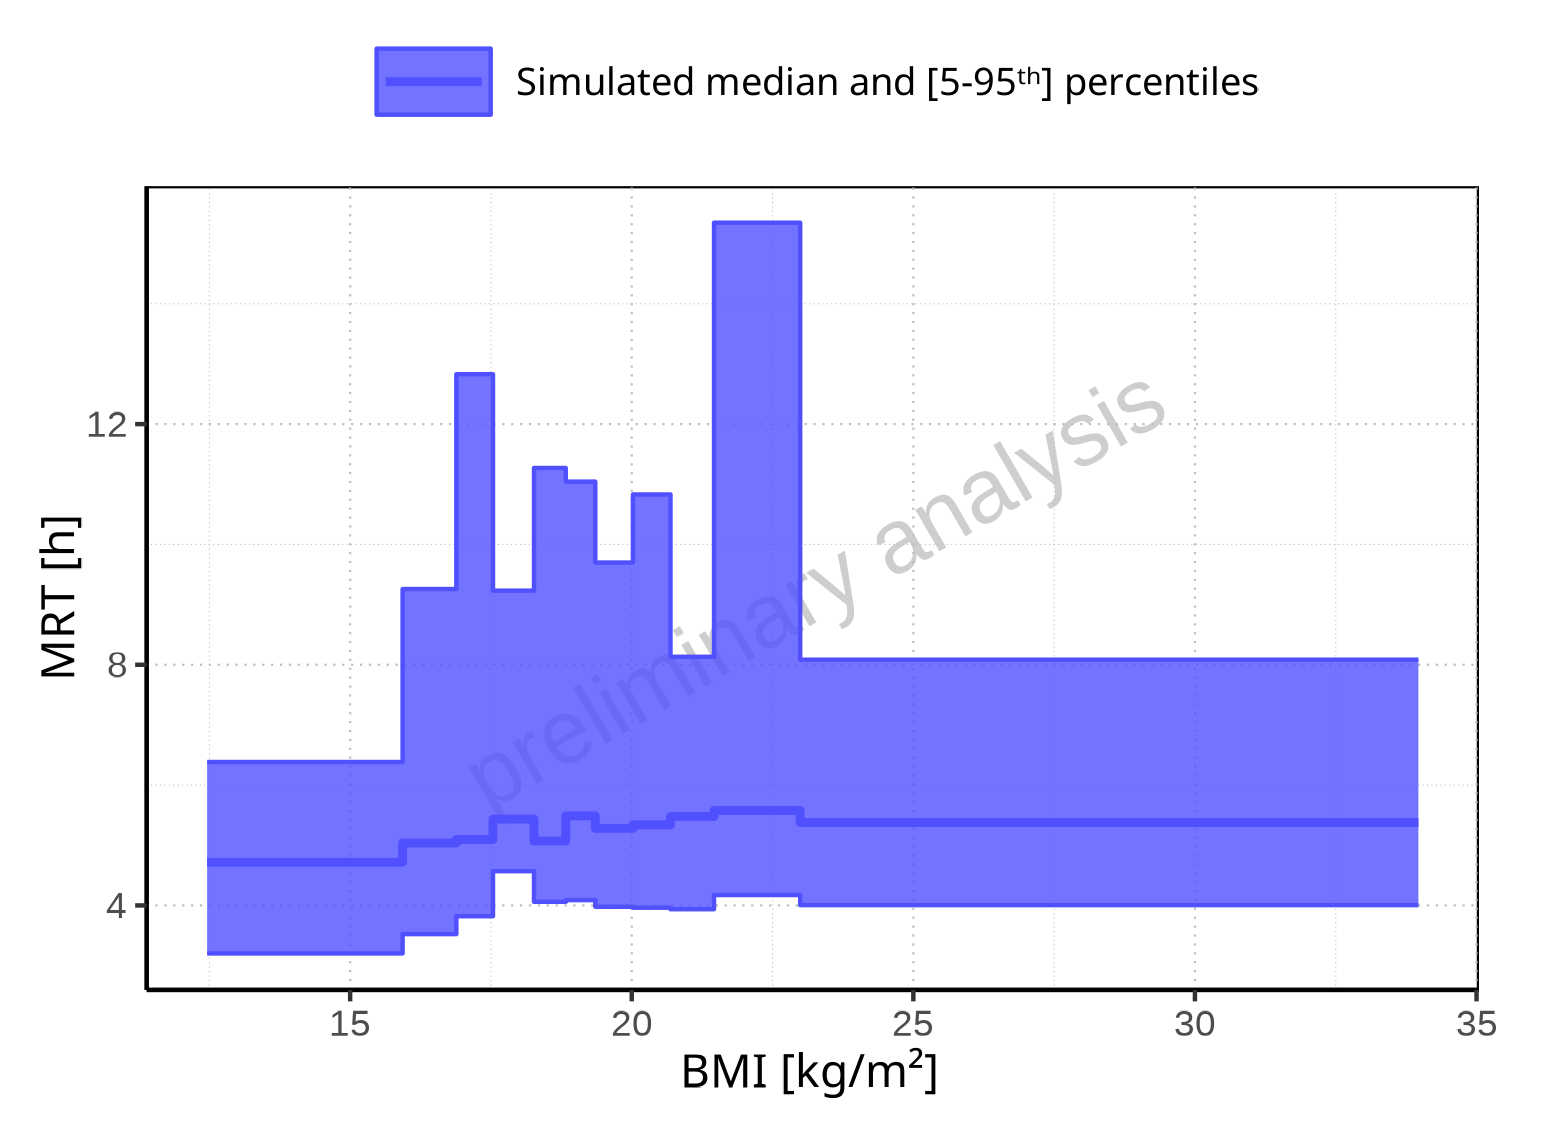 Simulated median and [5-95ᵗʰ] percentiles
12
8
4
MRT [h]
preliminary analysis
15 20 25 30 35
BMI [kg/m²]